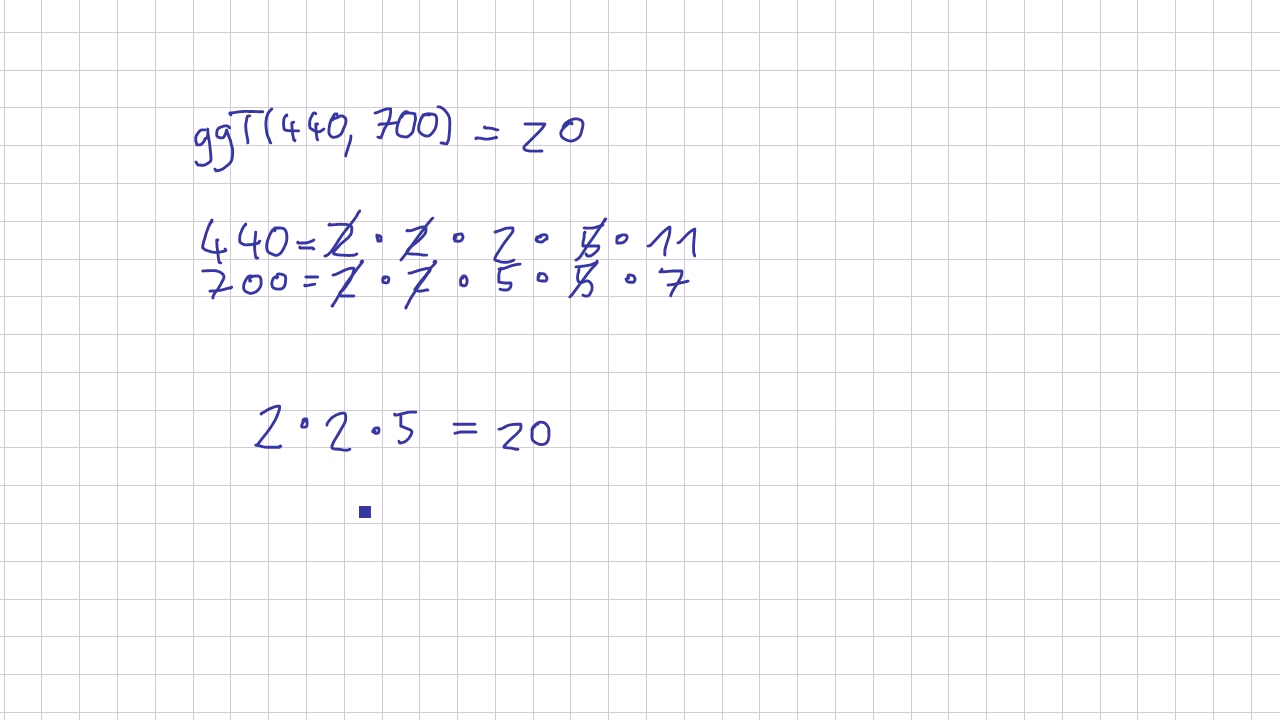 ggT(440, 700) = 20
440 = 2 · 2 · 2 · 5 · 11
700 = 2 · 2 · 5 · 5 · 7
2 · 2 · 5 = 20